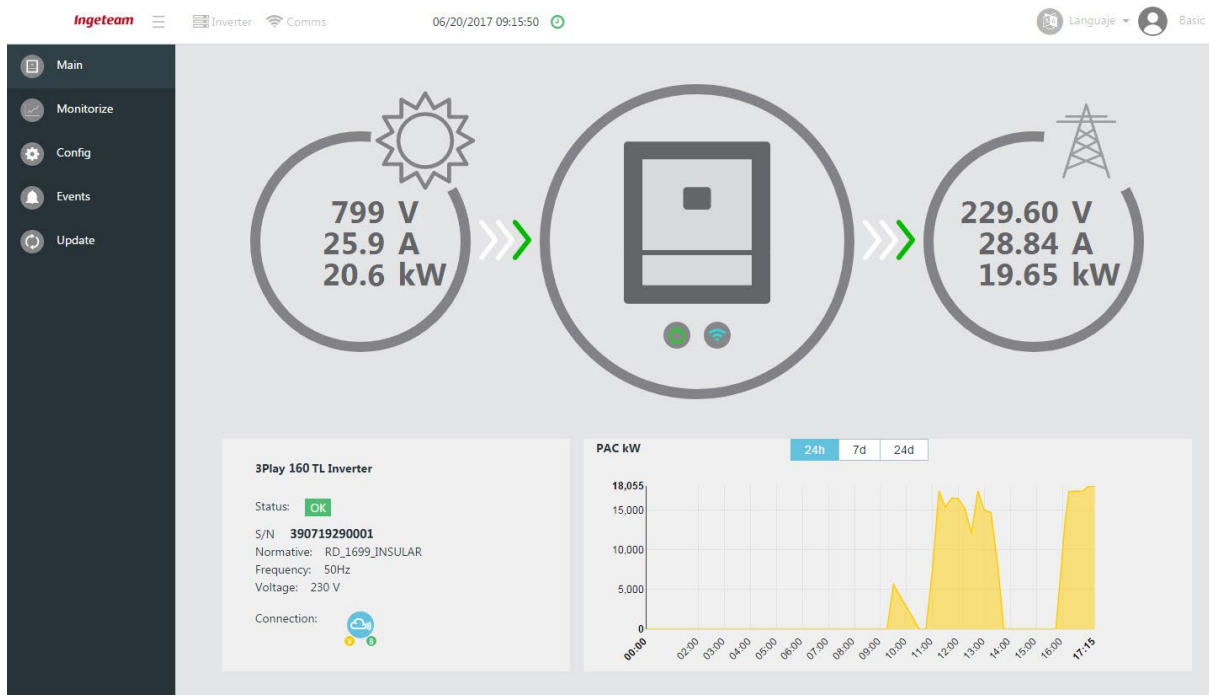 Ingeteam
Inverter
Comms
06/20/2017 09:15:50
Languaje
Basic
Main
Monitorize
Config
Events
Update
799 V
25.9 A
20.6 kW
229.60 V
28.84 A
19.65 kW
3Play 160 TL Inverter
Status: OK
S/N 390719290001
Normative: RD_1699_INSULAR
Frequency: 50Hz
Voltage: 230 V
Connection:
V B
PAC kW
24h 7d 24d
18,055
15,000
10,000
5,000
0
00:00 02:00 03:00 04:00 05:00 06:00 07:00 08:00 09:00 10:00 11:00 12:00 13:00 14:00 15:00 16:00 17:15